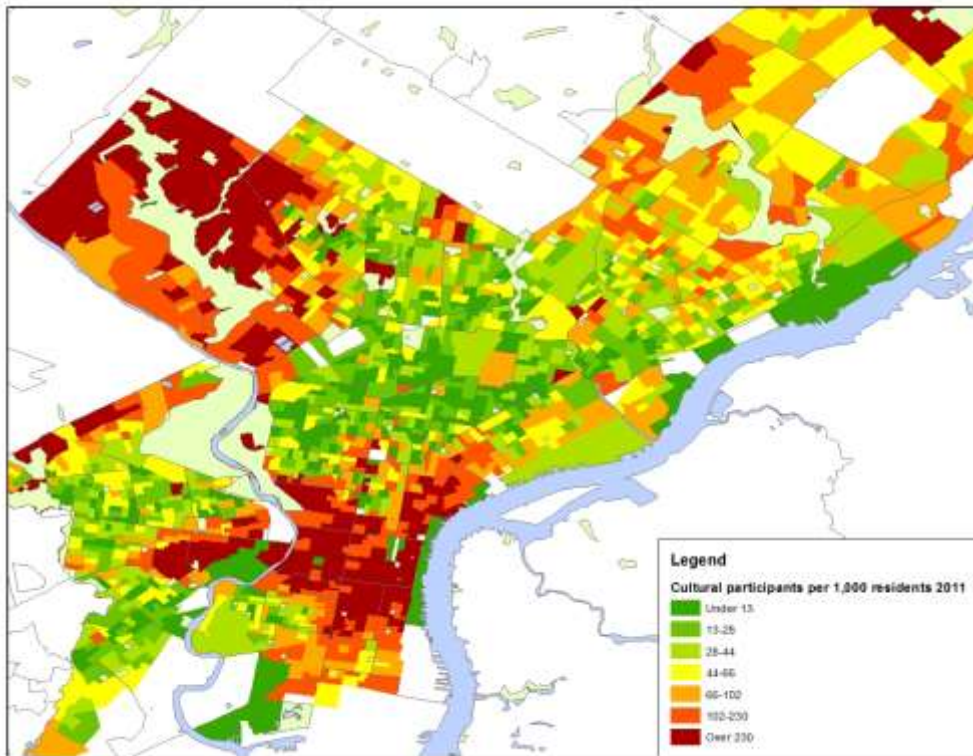 Legend
Cultural participants per 1,000 residents 2011
Under 13
13-28
28-44
44-66
66-102
102-230
Over 230